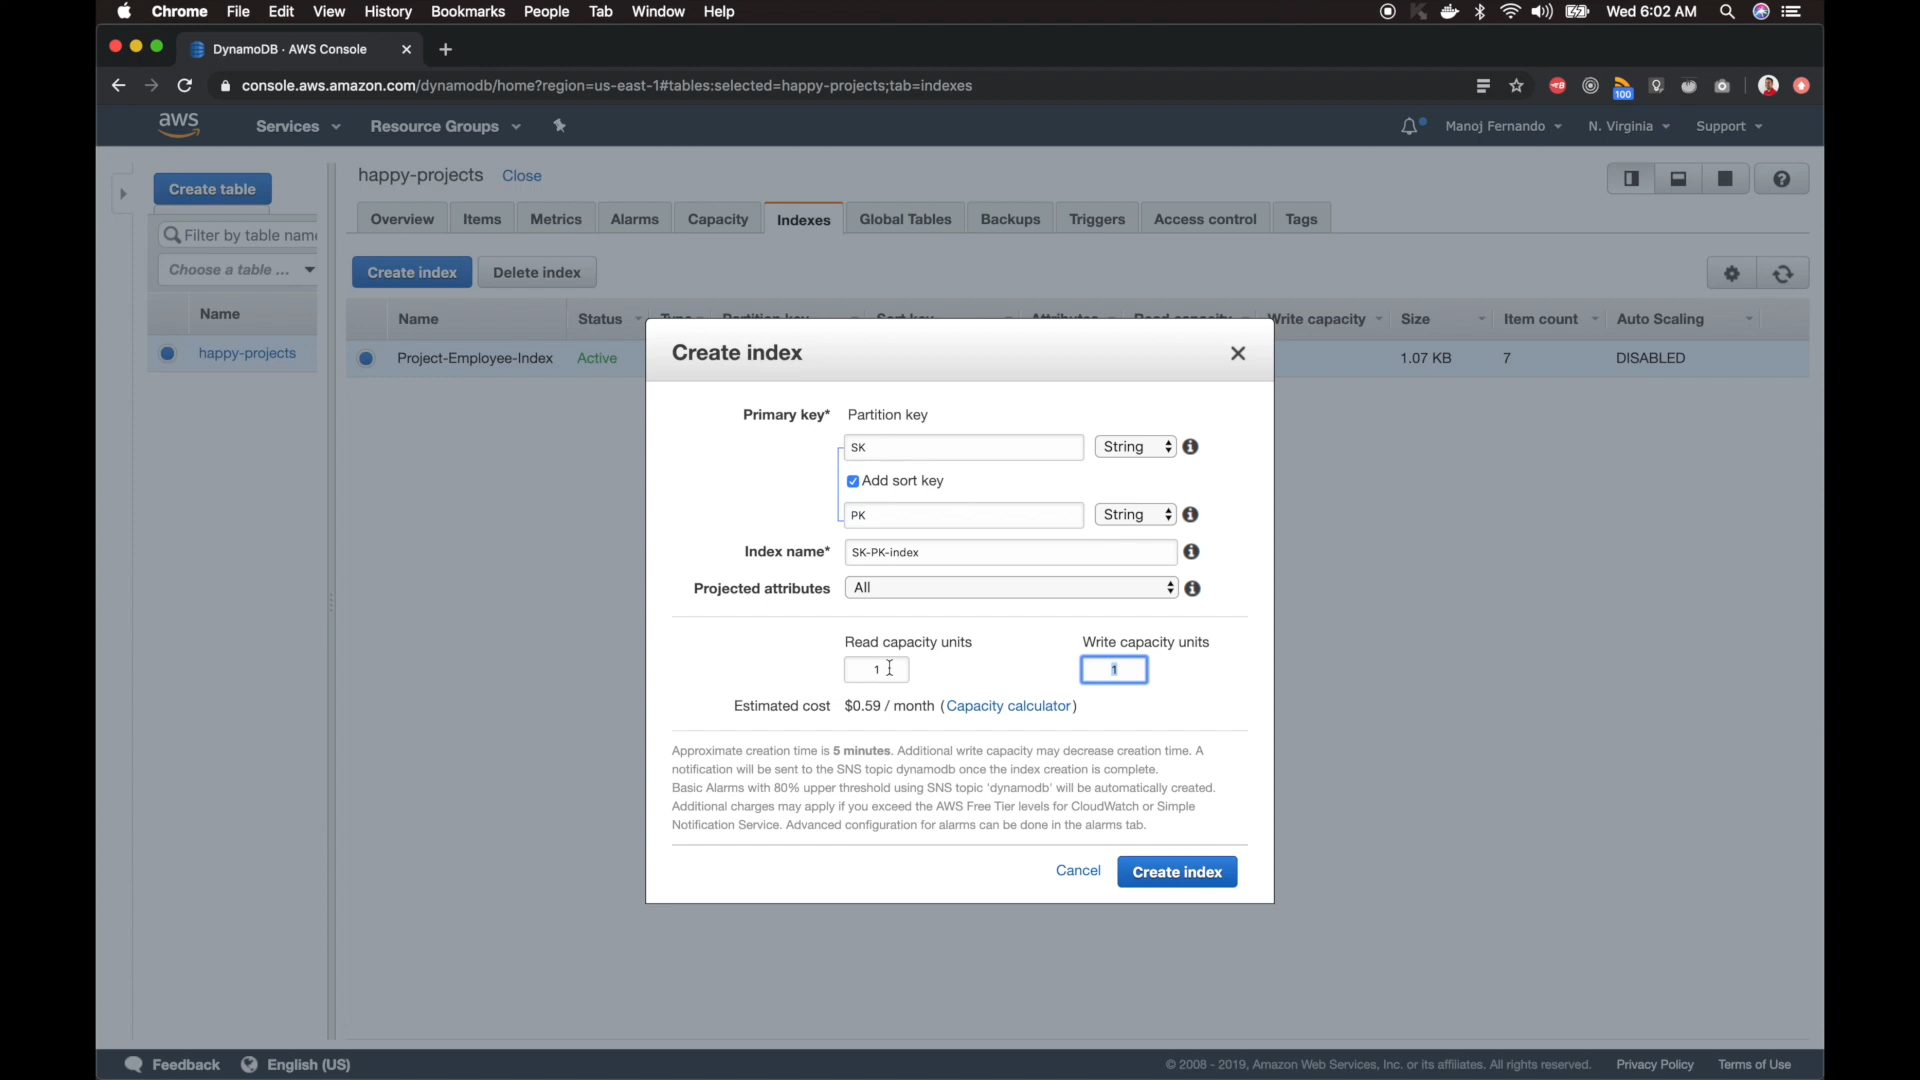 Chrome File Edit View History Bookmarks People Tab Window Help Wed 6:02 AM
DynamoDB · AWS Console
console.aws.amazon.com/dynamodb/home?region=us-east-1#tables:selected=happy-projects;tab=indexes
100
aws Services Resource Groups Manoj Fernando N. Virginia Support
Create table
happy-projects Close
Overview Items Metrics Alarms Capacity Indexes Global Tables Backups Triggers Access control Tags
Filter by table name
Choose a table ...
Create index Delete index
Name
happy-projects
Name Status Type Partition key Sort key Attributes Read capacity Write capacity Size Item count Auto Scaling
Project-Employee-Index Active 1.07 KB 7 DISABLED
Create index
Primary key* Partition key
SK String
Add sort key
PK String
Index name* SK-PK-index
Projected attributes All
Read capacity units Write capacity units
1 1
Estimated cost $0.59 / month (Capacity calculator)
Approximate creation time is 5 minutes. Additional write capacity may decrease creation time. A
notification will be sent to the SNS topic dynamodb once the index creation is complete.
Basic Alarms with 80% upper threshold using SNS topic 'dynamodb' will be automatically created.
Additional charges may apply if you exceed the AWS Free Tier levels for CloudWatch or Simple
Notification Service. Advanced configuration for alarms can be done in the alarms tab.
Cancel Create index
Feedback English (US) © 2008 - 2019, Amazon Web Services, Inc. or its affiliates. All rights reserved. Privacy Policy Terms of Use